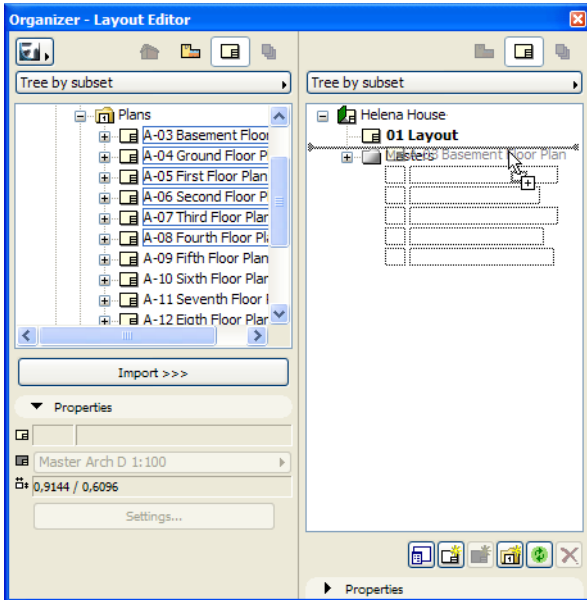 Organizer - Layout Editor
Tree by subset
Plans
A-03 Basement Floor
A-04 Ground Floor P
A-05 First Floor Plan
A-06 Second Floor P
A-07 Third Floor Plan
A-08 Fourth Floor Pl
A-09 Fifth Floor Plan
A-10 Sixth Floor Plan
A-11 Seventh Floor
A-12 Eigth Floor Plan
Import >>>
Properties
Master Arch D 1:100
0,9144 / 0,6096
Settings...
Tree by subset
Helena House
01 Layout
Masters
Basement Floor Plan
Properties